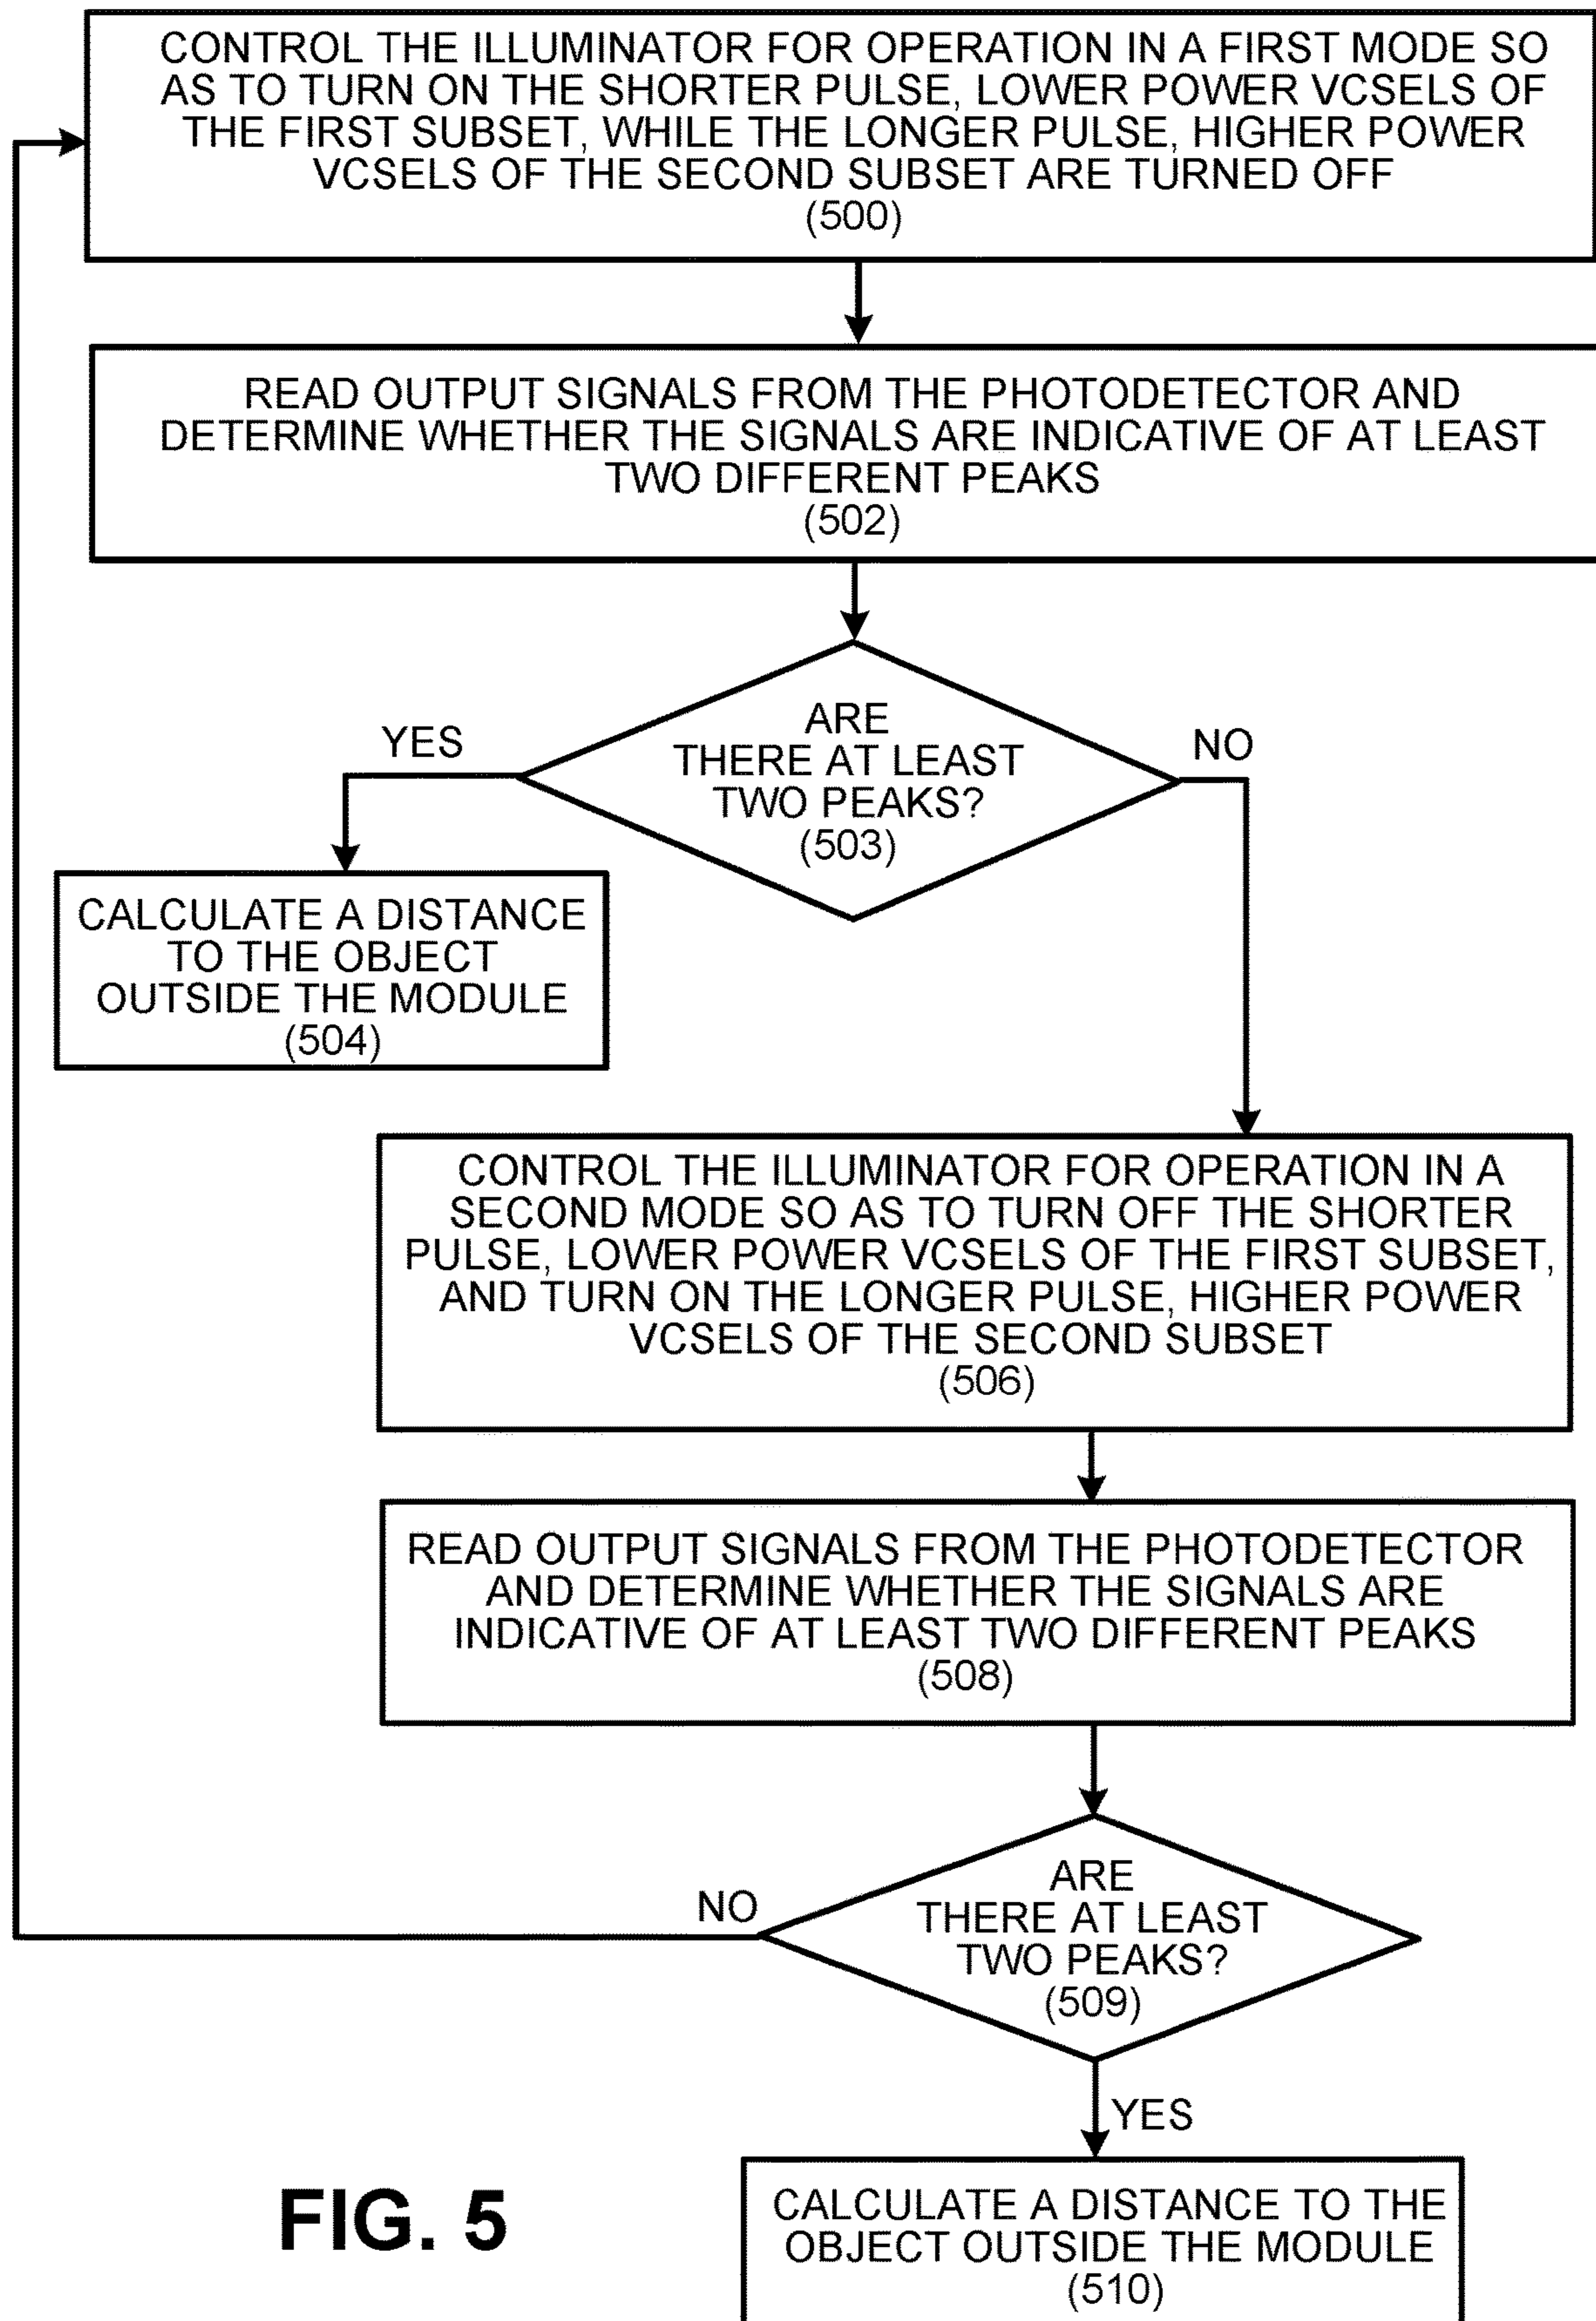 CONTROL THE ILLUMINATOR FOR OPERATION IN A FIRST MODE SO
AS TO TURN ON THE SHORTER PULSE, LOWER POWER VCSELS OF
THE FIRST SUBSET, WHILE THE LONGER PULSE, HIGHER POWER
VCSELS OF THE SECOND SUBSET ARE TURNED OFF
(500)
READ OUTPUT SIGNALS FROM THE PHOTODETECTOR AND
DETERMINE WHETHER THE SIGNALS ARE INDICATIVE OF AT LEAST
TWO DIFFERENT PEAKS
(502)
ARE
THERE AT LEAST
TWO PEAKS?
(503)
YES
NO
CALCULATE A DISTANCE
TO THE OBJECT
OUTSIDE THE MODULE
(504)
CONTROL THE ILLUMINATOR FOR OPERATION IN A
SECOND MODE SO AS TO TURN OFF THE SHORTER
PULSE, LOWER POWER VCSELS OF THE FIRST SUBSET,
AND TURN ON THE LONGER PULSE, HIGHER POWER
VCSELS OF THE SECOND SUBSET
(506)
READ OUTPUT SIGNALS FROM THE PHOTODETECTOR
AND DETERMINE WHETHER THE SIGNALS ARE
INDICATIVE OF AT LEAST TWO DIFFERENT PEAKS
(508)
ARE
THERE AT LEAST
TWO PEAKS?
(509)
NO
YES
CALCULATE A DISTANCE TO THE
OBJECT OUTSIDE THE MODULE
(510)
FIG. 5